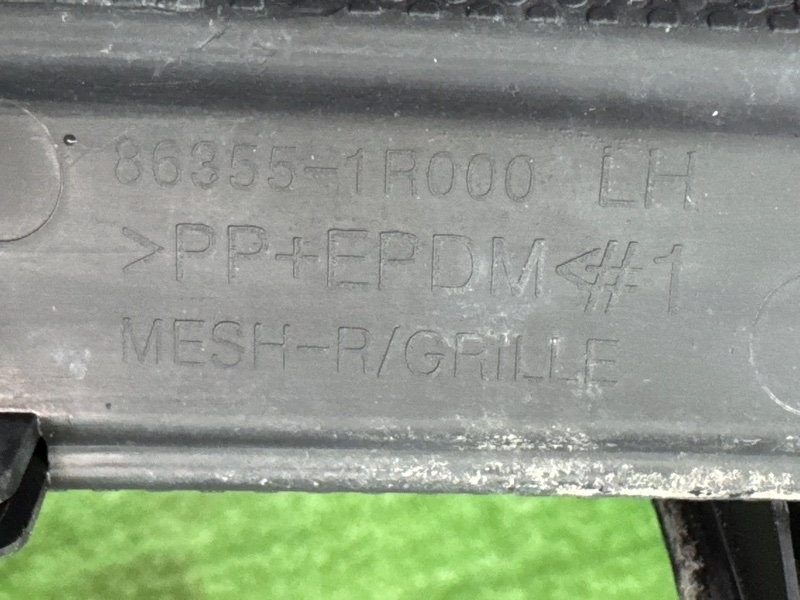 86355-1R000 LH
>PP+EPDM<#1
MESH-R/GRILLE